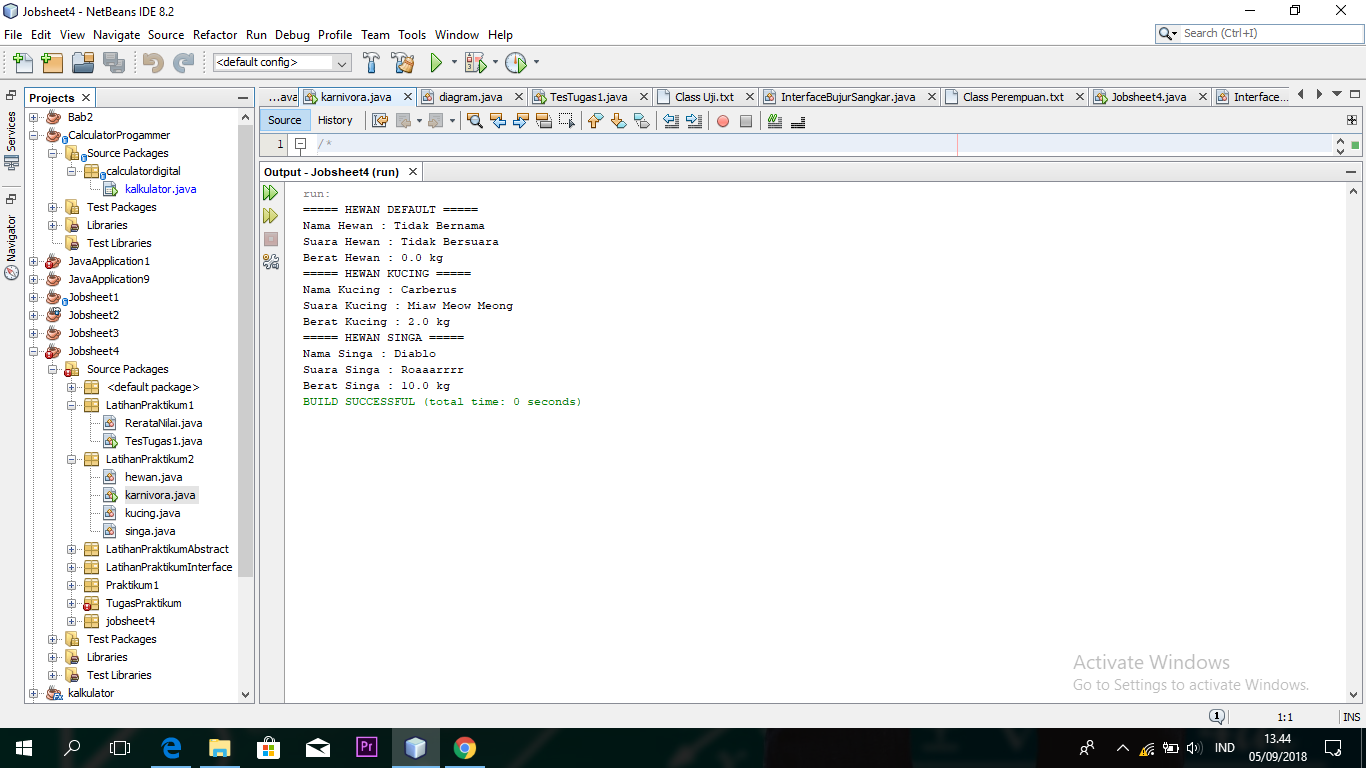 Jobsheet4 - NetBeans IDE 8.2
File Edit View Navigate Source Refactor Run Debug Profile Team Tools Window Help
Search (Ctrl+I)
<default config>
Projects
...ava karnivora.java diagram.java TesTugas1.java Class Uji.txt InterfaceBujurSangkar.java Class Perempuan.txt Jobsheet4.java Interface...
Source History
1 /*
Services
Navigator
Bab2
CalculatorProgammer
Source Packages
calculatordigital
kalkulator.java
Test Packages
Libraries
Test Libraries
JavaApplication1
JavaApplication9
Jobsheet1
Jobsheet2
Jobsheet3
Jobsheet4
Source Packages
<default package>
LatihanPraktikum1
RerataNilai.java
TesTugas1.java
LatihanPraktikum2
hewan.java
karnivora.java
kucing.java
singa.java
LatihanPraktikumAbstract
LatihanPraktikumInterface
Praktikum1
TugasPraktikum
jobsheet4
Test Packages
Libraries
Test Libraries
kalkulator
Output - Jobsheet4 (run)
run:
===== HEWAN DEFAULT =====
Nama Hewan : Tidak Bernama
Suara Hewan : Tidak Bersuara
Berat Hewan : 0.0 kg
===== HEWAN KUCING =====
Nama Kucing : Carberus
Suara Kucing : Miaw Meow Meong
Berat Kucing : 2.0 kg
===== HEWAN SINGA =====
Nama Singa : Diablo
Suara Singa : Roaaarrrr
Berat Singa : 10.0 kg
BUILD SUCCESSFUL (total time: 0 seconds)
Activate Windows
Go to Settings to activate Windows.
1 1:1 INS
Pr
IND
13.44
05/09/2018